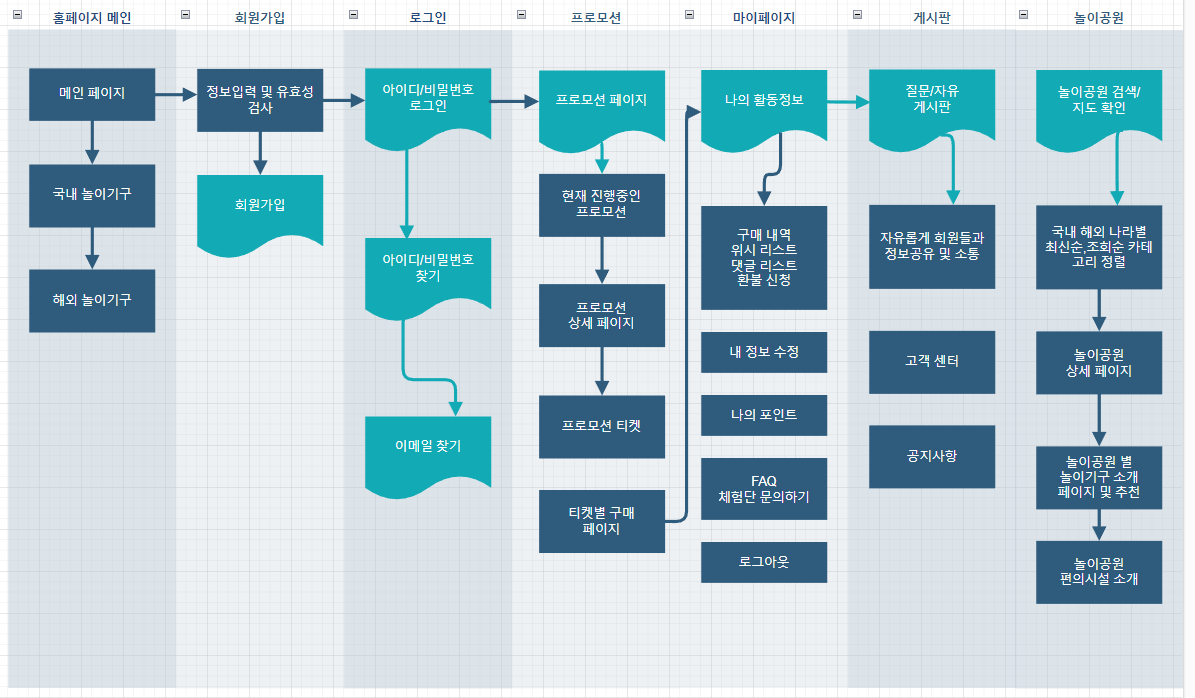 홈페이지 메인
회원가입
로그인
프로모션
마이페이지
게시판
놀이공원
메인 페이지
국내 놀이기구
해외 놀이기구
정보입력 및 유효성
검사
회원가입
아이디/비밀번호
로그인
아이디/비밀번호
찾기
이메일 찾기
프로모션 페이지
현재 진행중인
프로모션
프로모션
상세 페이지
프로모션 티켓
티켓별 구매
페이지
나의 활동정보
구매 내역
위시 리스트
댓글 리스트
환불 신청
내 정보 수정
나의 포인트
FAQ
체험단 문의하기
로그아웃
질문/자유
게시판
자유롭게 회원들과
정보공유 및 소통
고객 센터
공지사항
놀이공원 검색/
지도 확인
국내 해외 나라별
최신순,조회순 카테
고리 정렬
놀이공원
상세 페이지
놀이공원 별
놀이기구 소개
페이지 및 추천
놀이공원
편의시설 소개